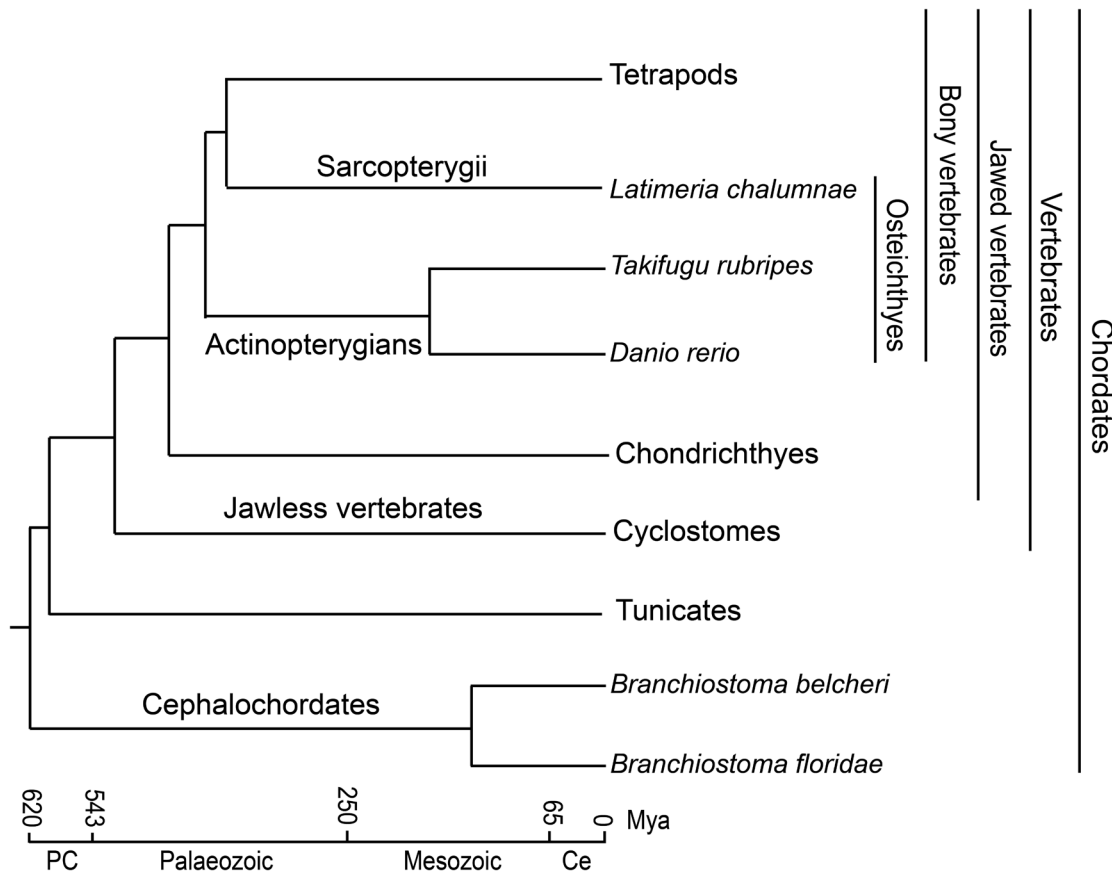 Tetrapods
Sarcopterygii
Latimeria chalumnae
Takifugu rubripes
Actinopterygians
Danio rerio
Chondrichthyes
Jawless vertebrates
Cyclostomes
Tunicates
Branchiostoma belcheri
Cephalochordates
Branchiostoma floridae
Osteichthyes
Bony vertebrates
Jawed vertebrates
Vertebrates
Chordates
620 543 250 65 0 Mya
PC Palaeozoic Mesozoic Ce